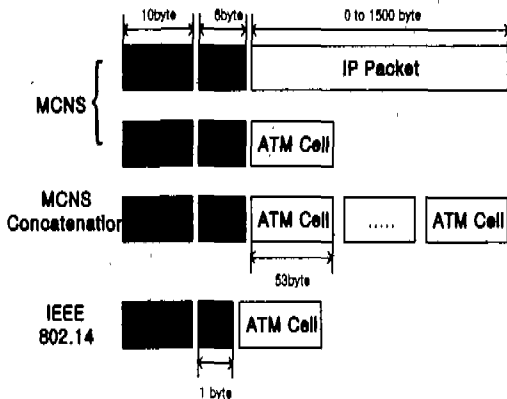 10byte 6byte 0 to 1500 byte
IP Packet
MCNS
ATM Cell
MCNS
Concatenation
ATM Cell ..... ATM Cell
53byte
IEEE
802.14
ATM Cell
1 byte